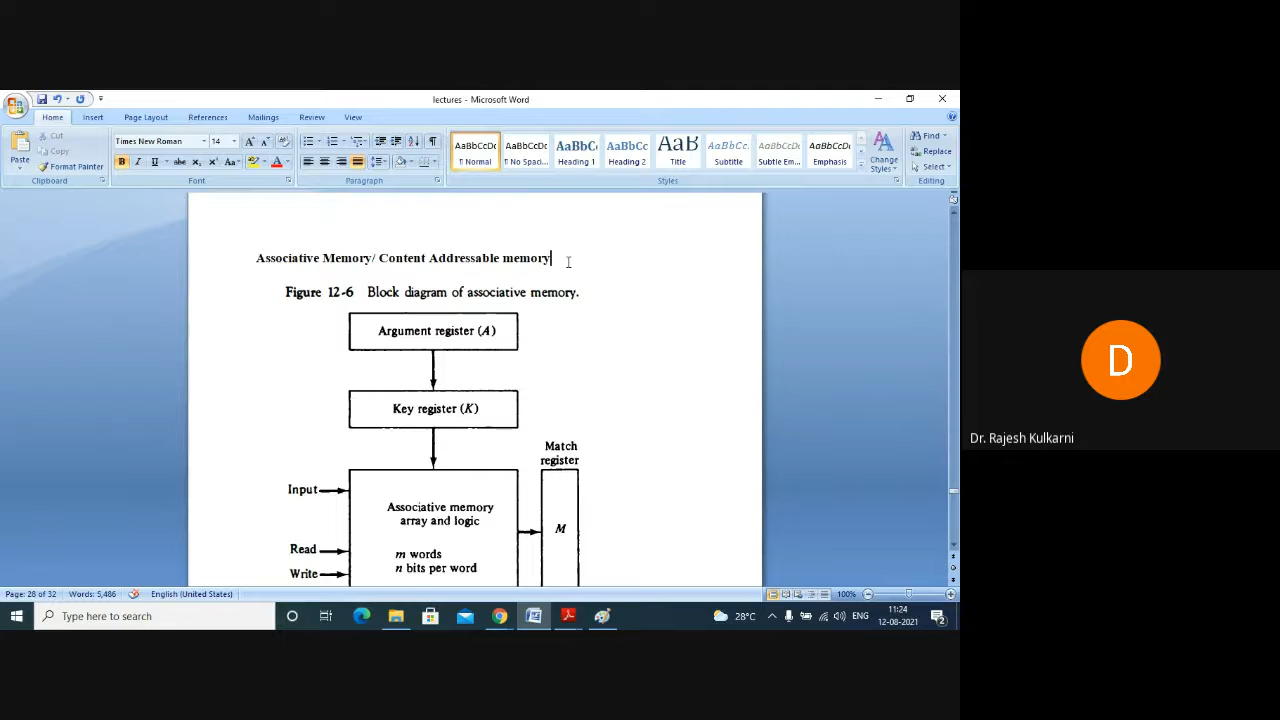 lectures - Microsoft Word
Home Insert Page Layout References Mailings Review View
Paste
Cut
Copy
Format Painter
Clipboard
Times New Roman 14
Font
Paragraph
AaBbCcDc AaBbCcDc AaBbCc AaBbCc AaB AaBbCc. AaBbCcDc AaBbCcDc
¶ Normal ¶ No Spaci... Heading 1 Heading 2 Title Subtitle Subtle Em... Emphasis
Change Styles
Styles
Find
Replace
Select
Editing
Associative Memory/ Content Addressable memory
Figure 12-6 Block diagram of associative memory.
Argument register (A)
Key register (K)
Match
register
Input
Associative memory
array and logic
M
Read
m words
n bits per word
Write
Page: 28 of 32 Words: 5,486 English (United States) 100%
Type here to search
28°C ENG 11:24
12-08-2021
2
D
Dr. Rajesh Kulkarni